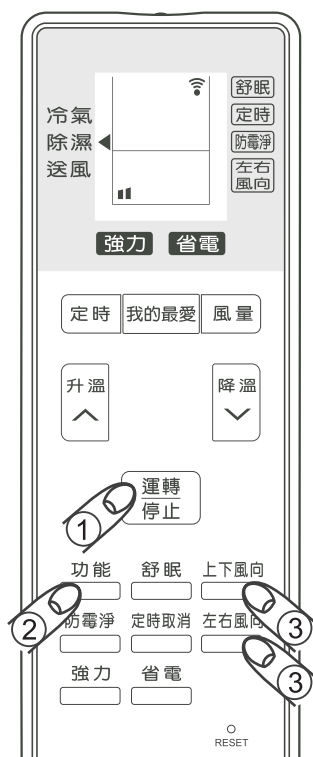 冷氣 舒眠
除濕 定時
送風 防霉淨
左右
風向
強力 省電
定時 我的最愛 風量
升溫 降溫
運轉
停止
①
功能 舒眠 上下風向
② ③
防霉淨 定時取消 左右風向
③
強力 省電
RESET